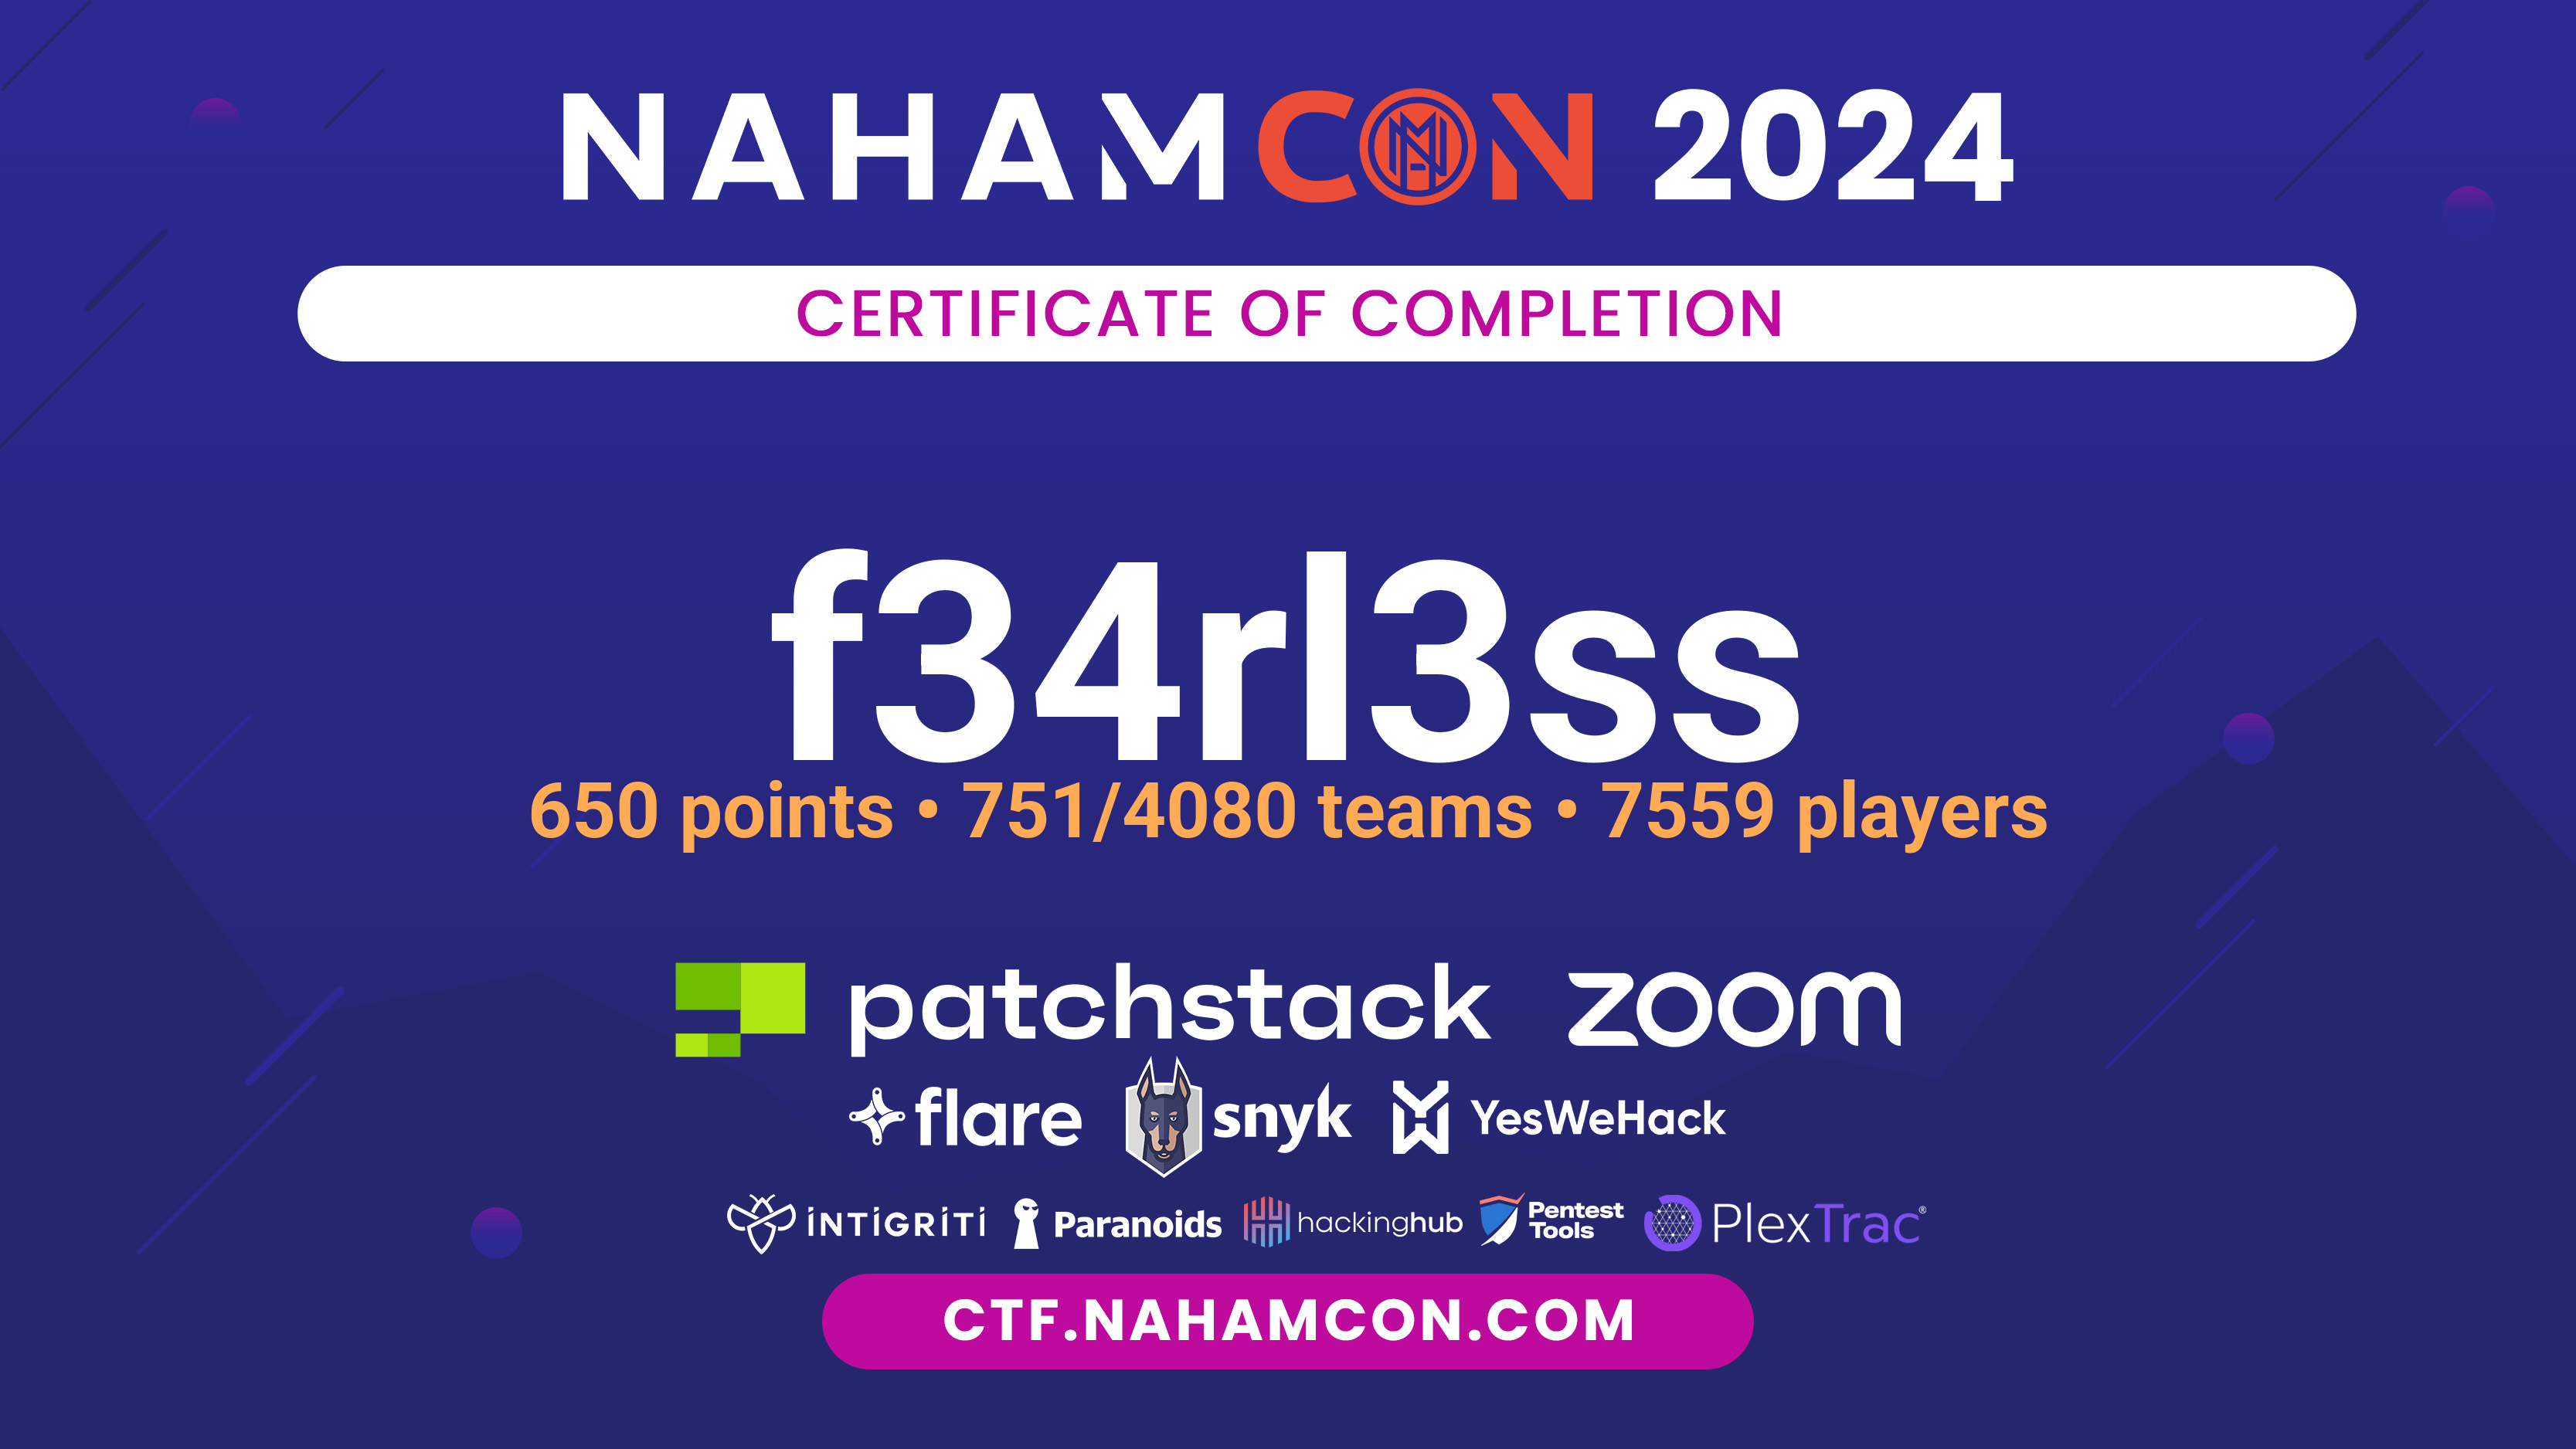 NAHAMCON 2024
CERTIFICATE OF COMPLETION
f34rl3ss
650 points • 751/4080 teams • 7559 players
patchstack zoom
flare snyk YesWeHack
INTIGRITI Paranoids hackinghub Pentest Tools PlexTrac®
CTF.NAHAMCON.COM